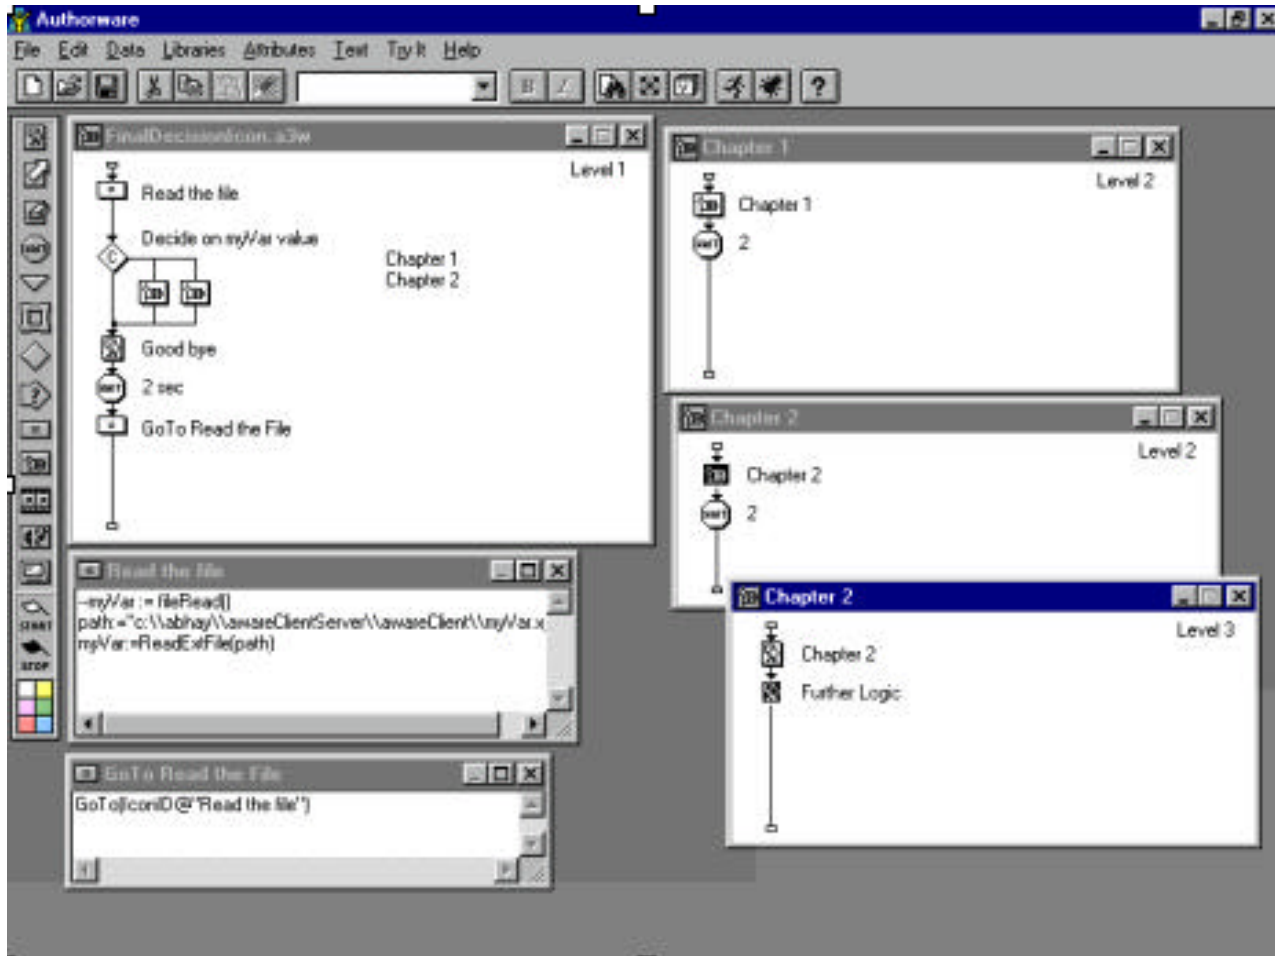 Authorware
File Edit Data Libraries Attributes Text Try It Help
B I
?
FinalDecisionIcon.a3w
Level 1
Read the file
Decide on myVar value
C
Chapter 1
Chapter 2
Good bye
WAIT
2 sec
GoTo Read the File
START
STOP
Chapter 1
Level 2
Chapter 1
WAIT
2
Chapter 2
Level 2
Chapter 2
WAIT
2
Chapter 2
Level 3
Chapter 2
Further Logic
Read the file
--myVar := fileRead()
path:="c:\\abhay\\awareClientServer\\awareClient\\myVar.x
myVar:=ReadExtFile(path)
GoTo Read the File
GoTo(IconID@"Read the file")